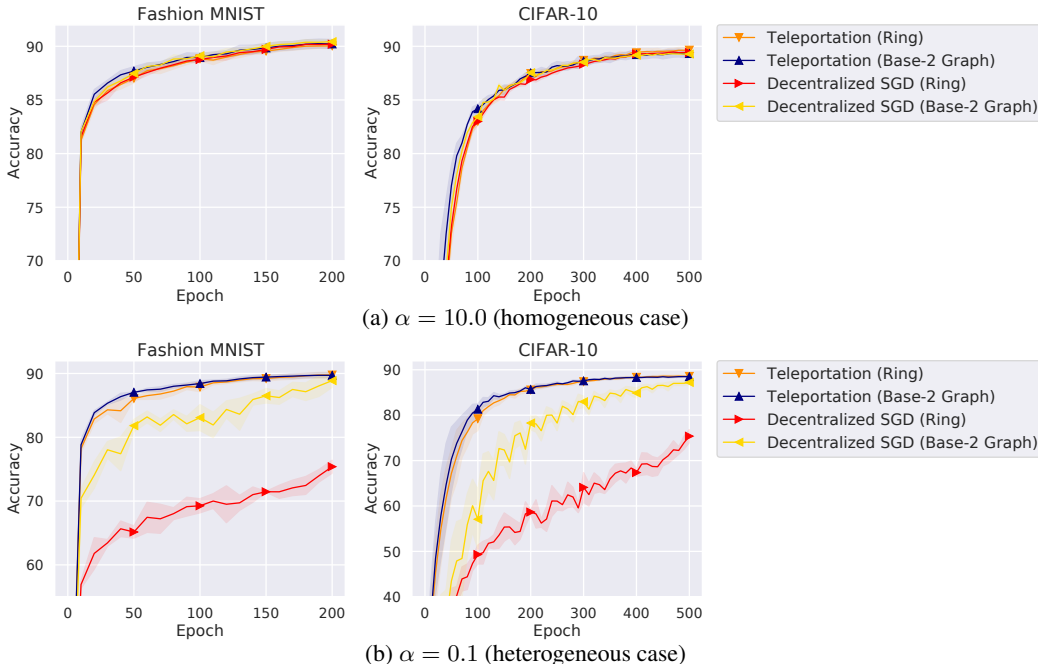 Fashion MNIST
90
85
80
75
70
Accuracy
0 50 100 150 200
Epoch
CIFAR-10
90
85
80
75
70
Accuracy
0 100 200 300 400 500
Epoch
Teleportation (Ring)
Teleportation (Base-2 Graph)
Decentralized SGD (Ring)
Decentralized SGD (Base-2 Graph)
(a) α = 10.0 (homogeneous case)
Fashion MNIST
90
80
70
60
Accuracy
0 50 100 150 200
Epoch
CIFAR-10
90
80
70
60
50
40
Accuracy
0 100 200 300 400 500
Epoch
Teleportation (Ring)
Teleportation (Base-2 Graph)
Decentralized SGD (Ring)
Decentralized SGD (Base-2 Graph)
(b) α = 0.1 (heterogeneous case)